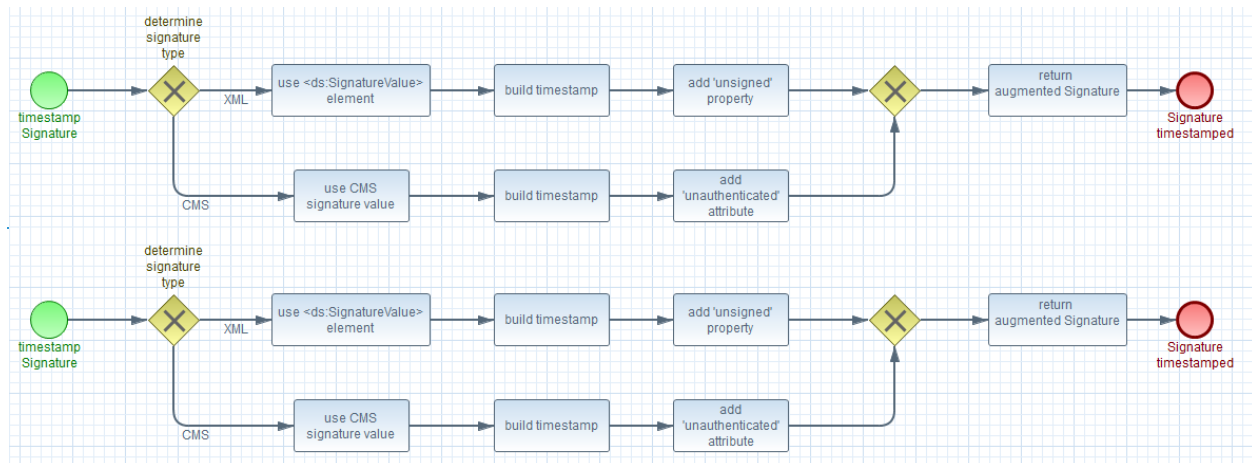 determine
signature
type
timestamp
Signature
XML
use <ds:SignatureValue>
element
build timestamp
add 'unsigned'
property
return
augmented Signature
Signature
timestamped
CMS
use CMS
signature value
build timestamp
add
'unauthenticated'
attribute
determine
signature
type
timestamp
Signature
XML
use <ds:SignatureValue>
element
build timestamp
add 'unsigned'
property
return
augmented Signature
Signature
timestamped
CMS
use CMS
signature value
build timestamp
add
'unauthenticated'
attribute